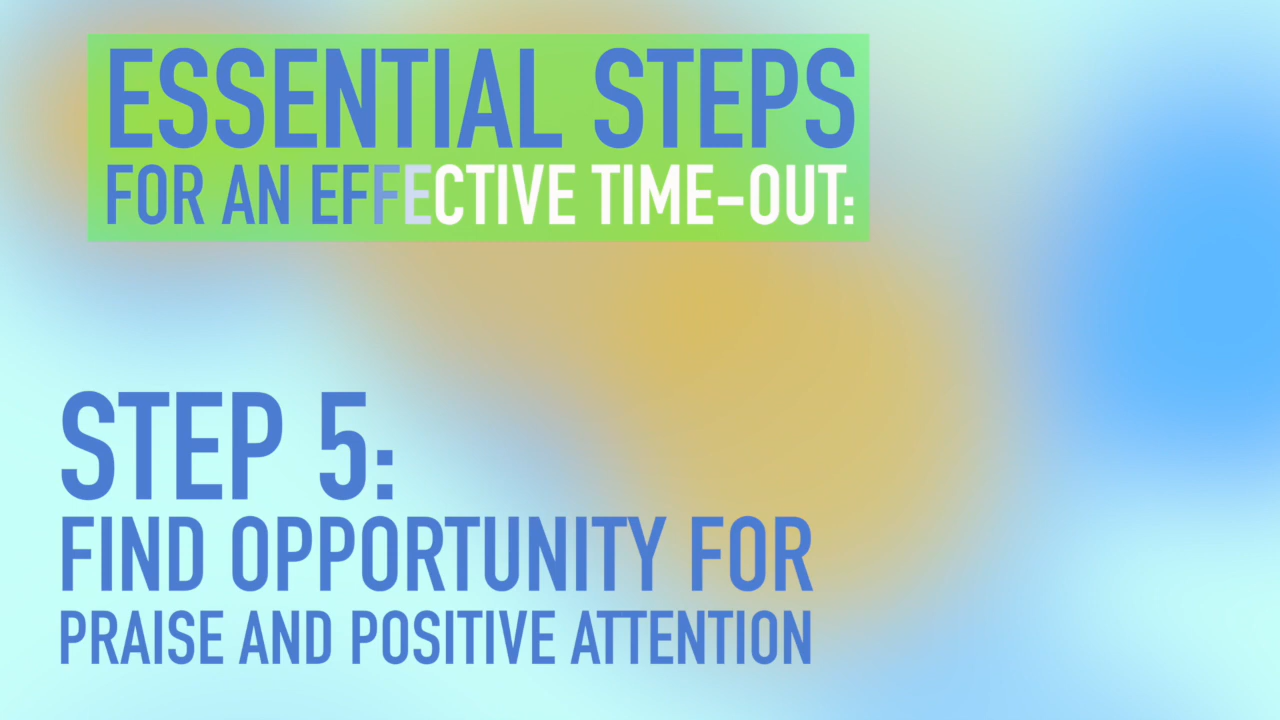 ESSENTIAL STEPS
FOR AN EFFECTIVE TIME-OUT:
STEP 5:
FIND OPPORTUNITY FOR
PRAISE AND POSITIVE ATTENTION